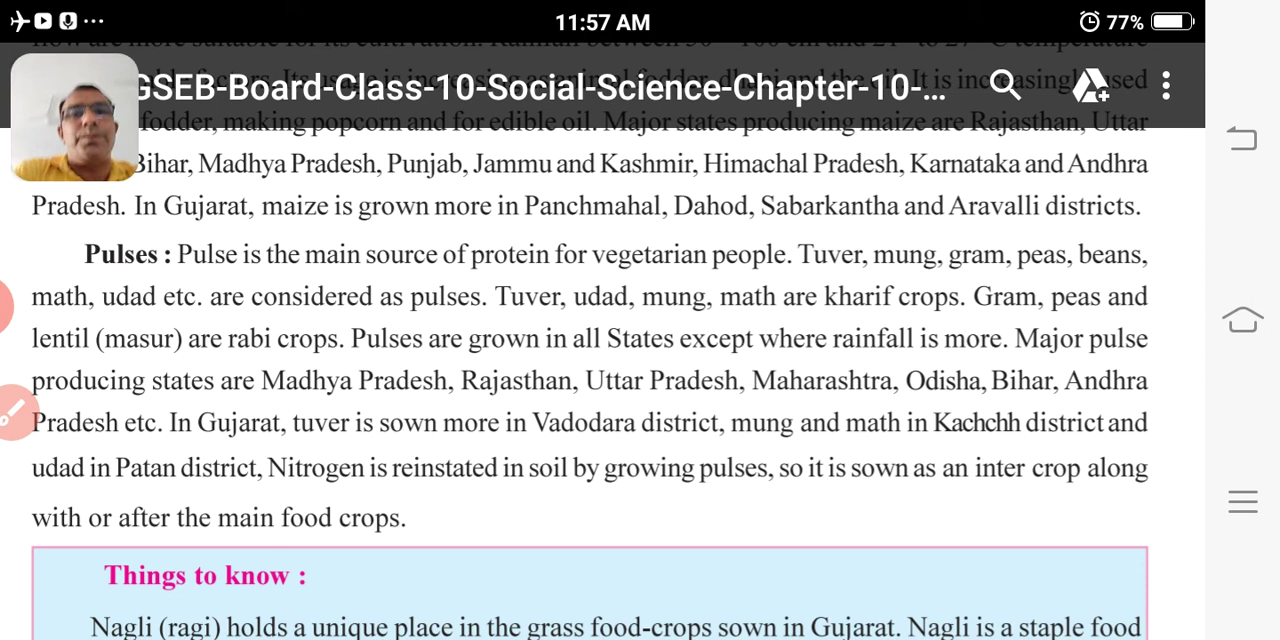 11:57 AM
77%
GSEB-Board-Class-10-Social-Science-Chapter-10-...
fodder, making popcorn and for edible oil. Major states producing maize are Rajasthan, Uttar
Bihar, Madhya Pradesh, Punjab, Jammu and Kashmir, Himachal Pradesh, Karnataka and Andhra
Pradesh. In Gujarat, maize is grown more in Panchmahal, Dahod, Sabarkantha and Aravalli districts.
Pulses : Pulse is the main source of protein for vegetarian people. Tuver, mung, gram, peas, beans,
math, udad etc. are considered as pulses. Tuver, udad, mung, math are kharif crops. Gram, peas and
lentil (masur) are rabi crops. Pulses are grown in all States except where rainfall is more. Major pulse
producing states are Madhya Pradesh, Rajasthan, Uttar Pradesh, Maharashtra, Odisha, Bihar, Andhra
Pradesh etc. In Gujarat, tuver is sown more in Vadodara district, mung and math in Kachchh district and
udad in Patan district, Nitrogen is reinstated in soil by growing pulses, so it is sown as an inter crop along
with or after the main food crops.
Things to know :
Nagli (ragi) holds a unique place in the grass food-crops sown in Gujarat. Nagli is a staple food